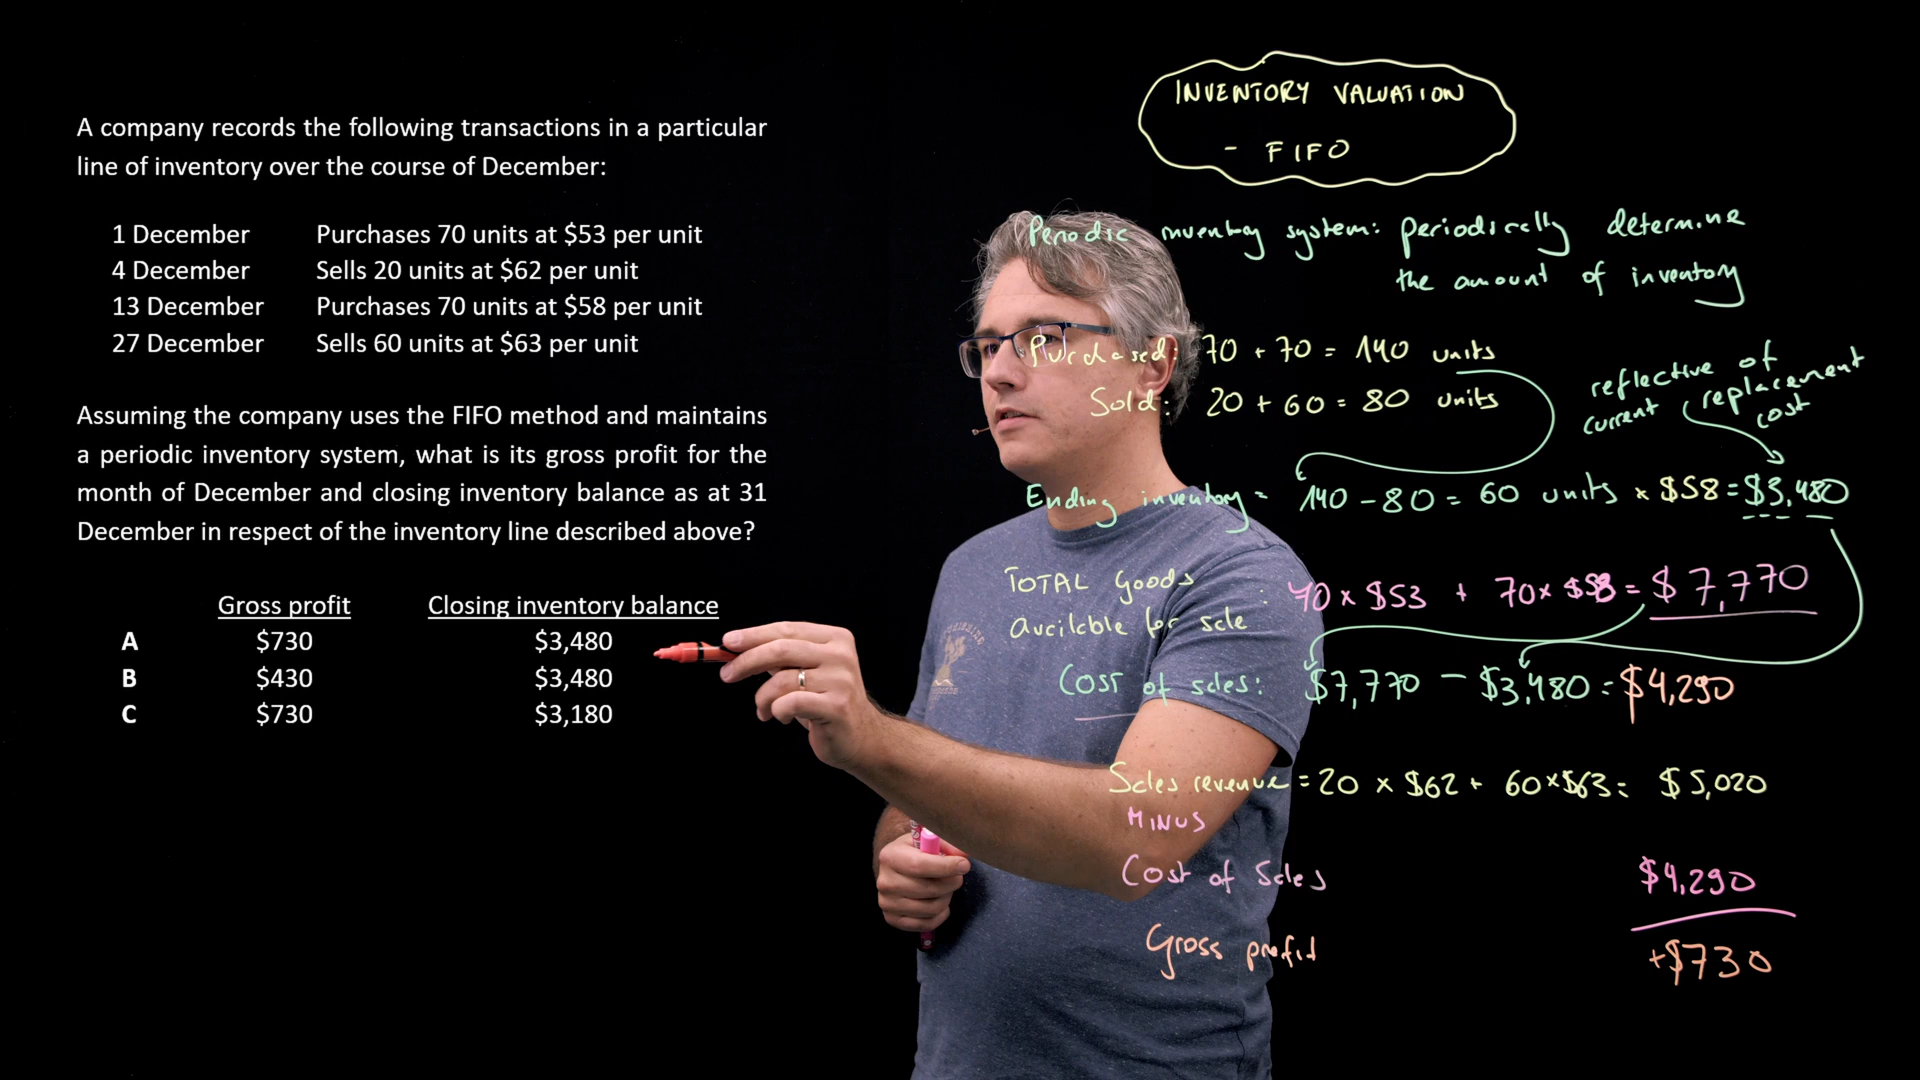 A company records the following transactions in a particular
line of inventory over the course of December:
1 December Purchases 70 units at $53 per unit
4 December Sells 20 units at $62 per unit
13 December Purchases 70 units at $58 per unit
27 December Sells 60 units at $63 per unit
Assuming the company uses the FIFO method and maintains
a periodic inventory system, what is its gross profit for the
month of December and closing inventory balance as at 31
December in respect of the inventory line described above?
Gross profit Closing inventory balance
A $730 $3,480
B $430 $3,480
C $730 $3,180
INVENTORY VALUATION
- FIFO
Periodic inventory system: periodically determine
the amount of inventory
Purchased: 70 + 70 = 140 units
Sold: 20 + 60 = 80 units
reflective of
current replacement
cost
Ending inventory = 140 - 80 = 60 units × $58 = $3,480
TOTAL goods
available for sale : 70 × $53 + 70 × $58 = $7,770
Cost of sales: $7,770 - $3,480 = $4,290
Sales revenue = 20 × $62 + 60 × $63 = $5,020
MINUS
Cost of Sales $4,290
Gross profit +$730